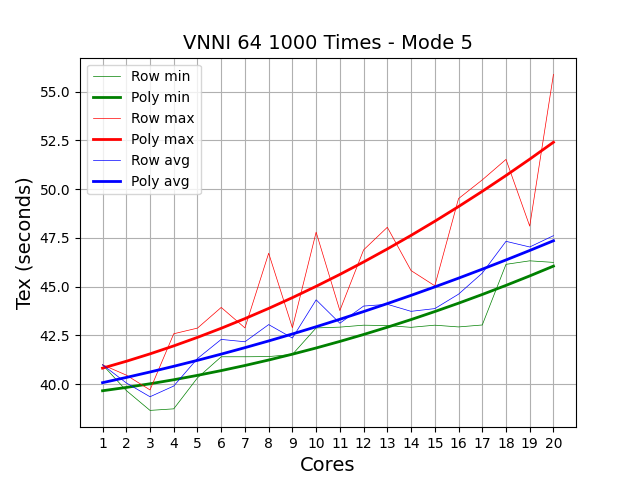 VNNI 64 1000 Times - Mode 5
Row min
Poly min
Row max
Poly max
Row avg
Poly avg
Tex (seconds)
55.0
52.5
50.0
47.5
45.0
42.5
40.0
1 2 3 4 5 6 7 8 9 10 11 12 13 14 15 16 17 18 19 20
Cores